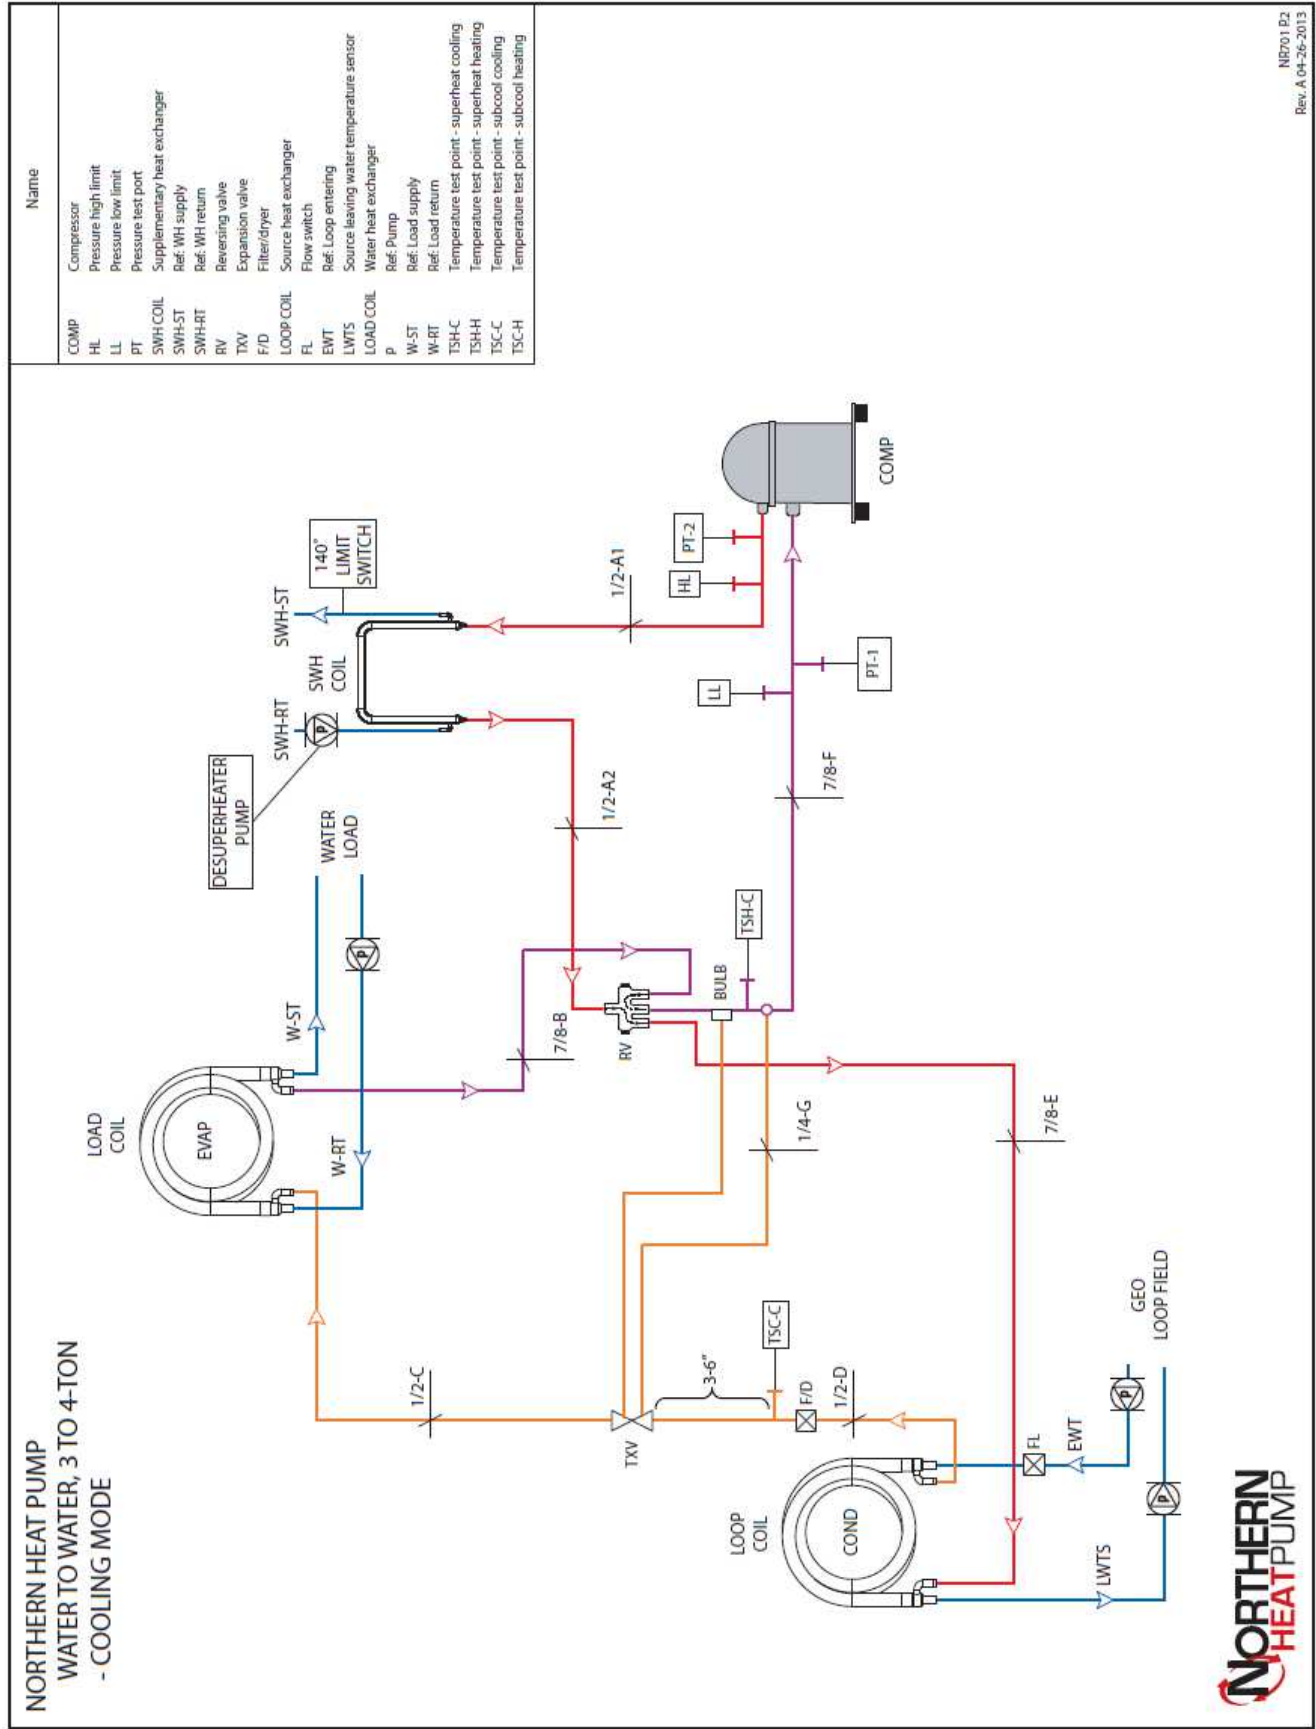 NORTHERN HEAT PUMP
WATER TO WATER, 3 TO 4-TON
- COOLING MODE
Name
COMP Compressor
HL Pressure high limit
LL Pressure low limit
PT Pressure test port
SWH COIL Supplementary heat exchanger
SWH-ST Ref: WH supply
SWH-RT Ref: WH return
RV Reversing valve
TXV Expansion valve
F/D Filter/dryer
LOOP COIL Source heat exchanger
FL Flow switch
EWT Ref: Loop entering
LWTS Source leaving water temperature sensor
LOAD COIL Water heat exchanger
P Ref: Pump
W-ST Ref: Load supply
W-RT Ref: Load return
TSH-C Temperature test point - superheat cooling
TSH-H Temperature test point - superheat heating
TSC-C Temperature test point - subcool cooling
TSC-H Temperature test point - subcool heating
LOAD
COIL
EVAP
W-ST
W-RT
WATER
LOAD
P
DESUPERHEATER
PUMP
SWH-RT
P
SWH
COIL
SWH-ST
140°
LIMIT
SWITCH
1/2-A1
1/2-A2
HL
PT-2
COMP
LL
PT-1
7/8-F
7/8-B
RV
BULB
TSH-C
1/4-G
7/8-E
1/2-C
TXV
3-6"
TSC-C
F/D
1/2-D
LOOP
COIL
COND
FL
EWT
LWTS
P
P
GEO
LOOP FIELD
NORTHERN
HEATPUMP
NR701 P.2
Rev. A 04-26-2013